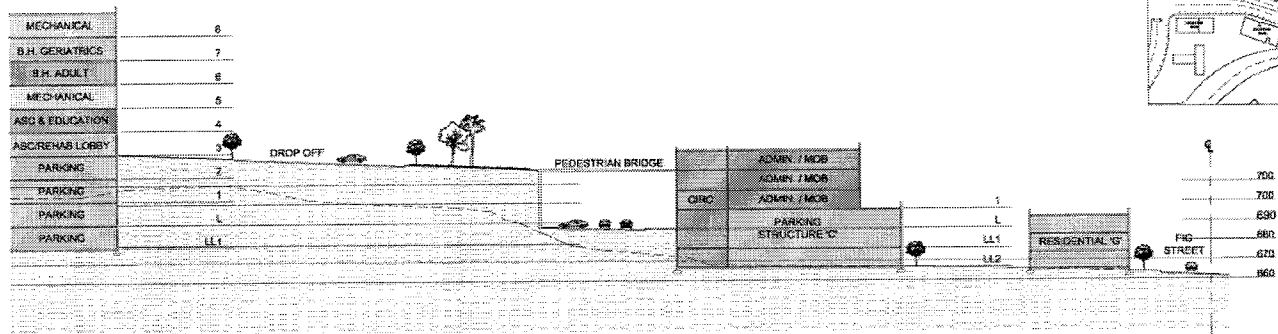 MECHANICAL
8
B.H. GERIATRICS
7
B.H. ADULT
6
MECHANICAL
5
ASC & EDUCATION
4
ASC/REHAB LOBBY
3
DROP OFF
PARKING
2
PARKING
1
PARKING
L
PARKING
LL1
PEDESTRIAN BRIDGE
ADMIN. / MOB
ADMIN. / MOB
CIRC
ADMIN. / MOB
PARKING
STRUCTURE 'C'
1
L
LL1
LL2
RESIDENTIAL 'G'
FIG
STREET
700
700
690
680
670
660